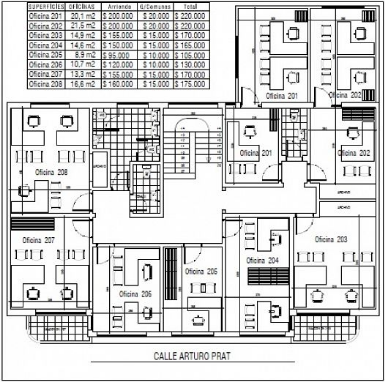 SUPERFICIES OFICINAS Arriendo G/Comunes Total
Oficina 201 20,1 m2 $ 200.000 $ 20.000 $ 220.000
Oficina 202 21,5 m2 $ 200.000 $ 20.000 $ 220.000
Oficina 203 14,9 m2 $ 155.000 $ 15.000 $ 170.000
Oficina 204 14,6 m2 $ 150.000 $ 15.000 $ 165.000
Oficina 205 8,9 m2 $ 95.000 $ 10.000 $ 105.000
Oficina 206 10,7 m2 $ 120.000 $ 10.000 $ 130.000
Oficina 207 13,3 m2 $ 155.000 $ 15.000 $ 170.000
Oficina 208 16,6 m2 $ 160.000 $ 15.000 $ 175.000
Oficina 201
Oficina 202
Oficina 201
Oficina 202
Oficina 208
Oficina 207
Oficina 203
Oficina 204
Oficina 205
Oficina 206
CALLE ARTURO PRAT